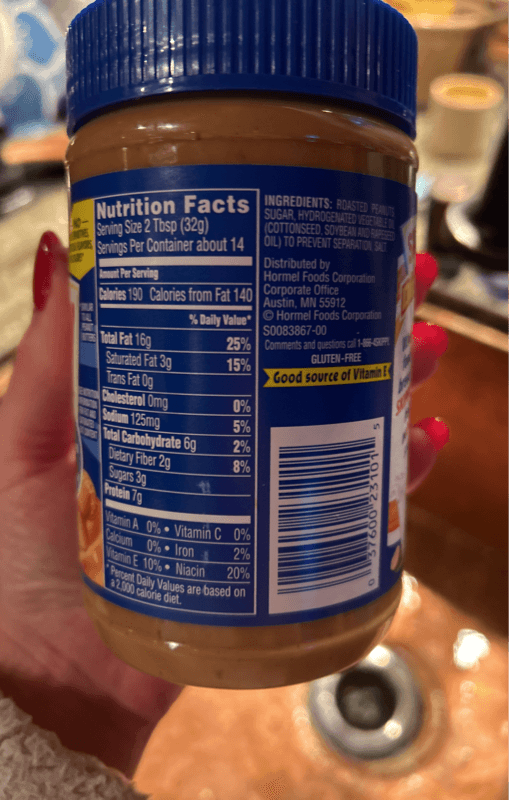 Nutrition Facts
Serving Size 2 Tbsp (32g)
Servings Per Container about 14
Amount Per Serving
Calories 190 Calories from Fat 140
% Daily Value*
Total Fat 16g 25%
Saturated Fat 3g 15%
Trans Fat 0g
Cholesterol 0mg 0%
Sodium 125mg 5%
Total Carbohydrate 6g 2%
Dietary Fiber 2g 8%
Sugars 3g
Protein 7g
Vitamin A 0% • Vitamin C 0%
Calcium 0% • Iron 2%
Vitamin E 10% • Niacin 20%
*Percent Daily Values are based on
a 2,000 calorie diet.
INGREDIENTS: ROASTED PEANUTS,
SUGAR, HYDROGENATED VEGETABLE OIL
(COTTONSEED, SOYBEAN AND RAPESEED
OIL) TO PREVENT SEPARATION, SALT
Distributed by
Hormel Foods Corporation
Corporate Office
Austin, MN 55912
© Hormel Foods Corporation
S0083867-00
Comments and questions call
GLUTEN-FREE
Good source of Vitamin E
0 37600 23101 5